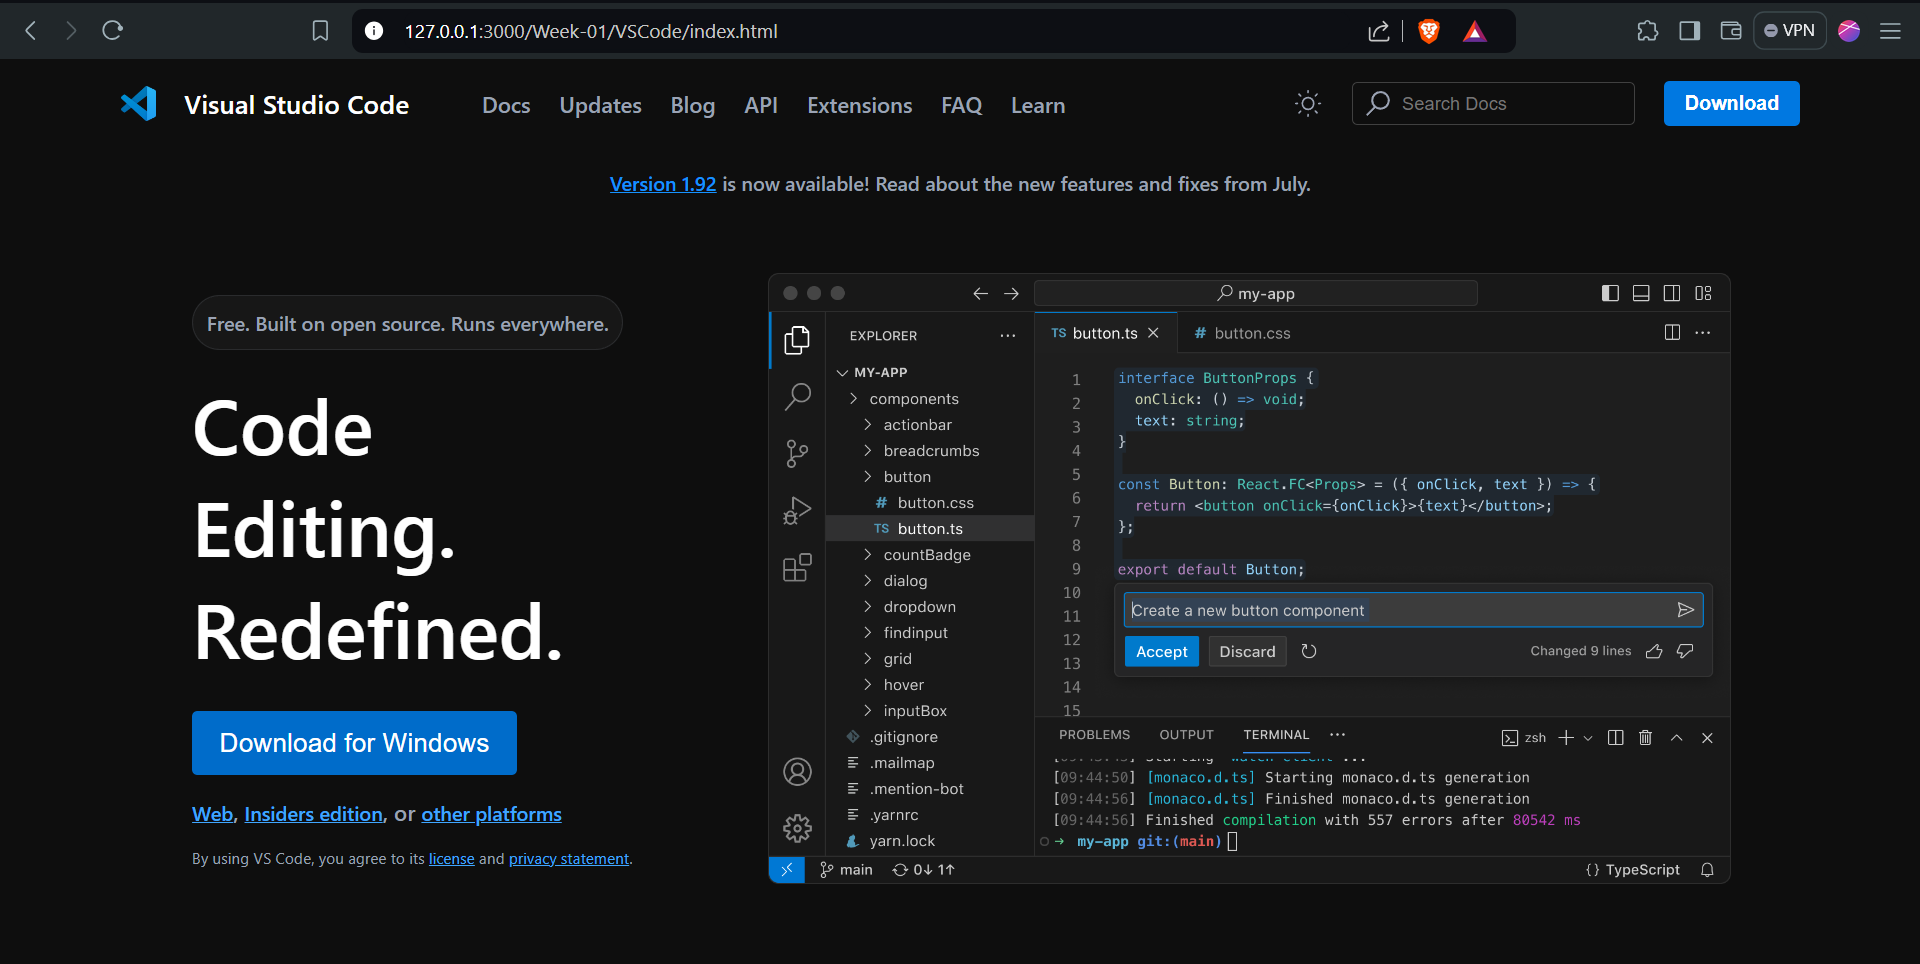 127.0.0.1:3000/Week-01/VSCode/index.html
VPN
Visual Studio Code
Docs Updates Blog API Extensions FAQ Learn
Search Docs
Download
Version 1.92 is now available! Read about the new features and fixes from July.
Free. Built on open source. Runs everywhere.
Code
Editing.
Redefined.
Download for Windows
Web, Insiders edition, or other platforms
By using VS Code, you agree to its license and privacy statement.
my-app
EXPLORER
MY-APP
components
actionbar
breadcrumbs
button
# button.css
TS button.ts
countBadge
dialog
dropdown
findinput
grid
hover
inputBox
.gitignore
.mailmap
.mention-bot
.yarnrc
yarn.lock
TS button.ts # button.css
1
2
3
4
5
6
7
8
9
10
11
12
13
14
15
interface ButtonProps {
onClick: () => void;
text: string;
}
const Button: React.FC<Props> = ({ onClick, text }) => {
return <button onClick={onClick}>{text}</button>;
};
export default Button;
Create a new button component
Accept Discard
Changed 9 lines
PROBLEMS OUTPUT TERMINAL
zsh
Starting 'watch-client'...
[09:44:50] [monaco.d.ts] Starting monaco.d.ts generation
[09:44:56] [monaco.d.ts] Finished monaco.d.ts generation
[09:44:56] Finished compilation with 557 errors after 80542 ms
my-app git:(main)
main 0↓ 1↑
{} TypeScript